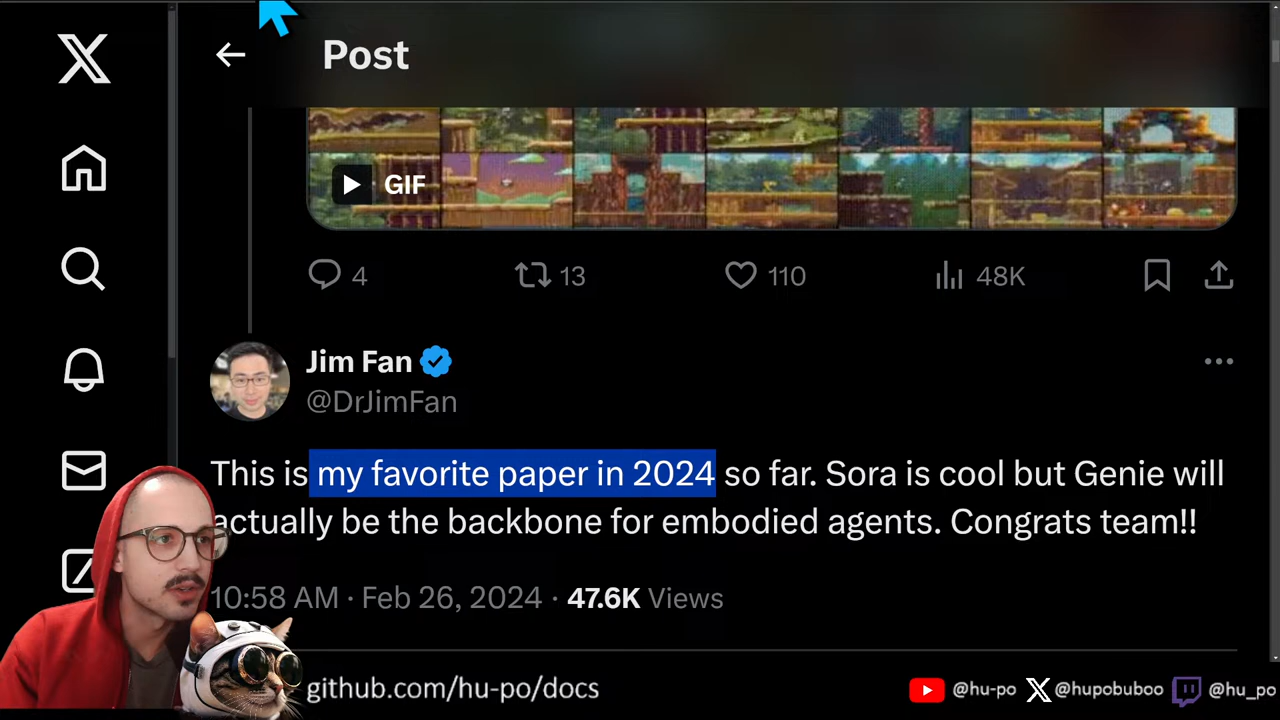 Post
GIF
4 13 110 48K
Jim Fan
@DrJimFan
This is my favorite paper in 2024 so far. Sora is cool but Genie will
actually be the backbone for embodied agents. Congrats team!!
10:58 AM · Feb 26, 2024 · 47.6K Views
github.com/hu-po/docs
@hu-po @hupobuboo @hu_po